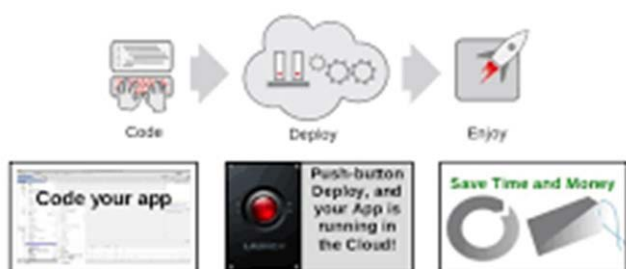 Code
Deploy
Enjoy
Code your app
Push-button
Deploy, and
your App is
running in
the Cloud!
LAUNCH
Save Time and Money